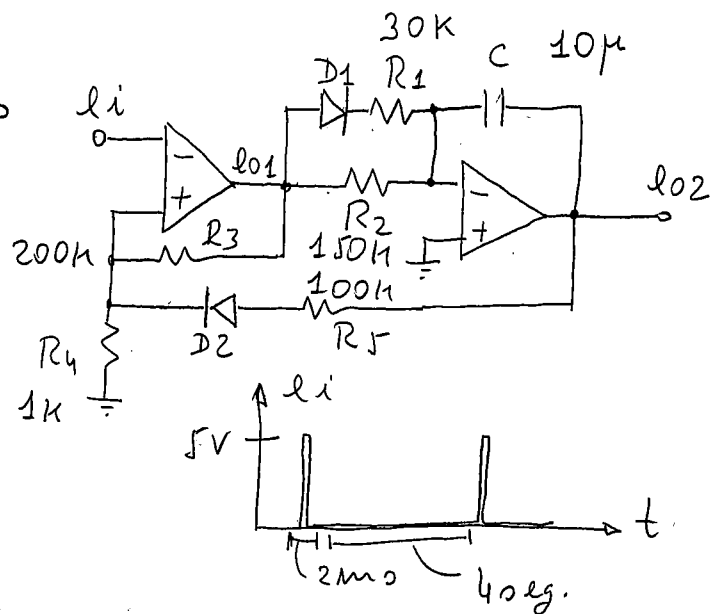 30K
C 10μ
D1 R1
ei
eo1
eo2
R2
R3
200K
150K
100K
D2 R5
R4
1K
ei
5V
t
2ms
4seg.